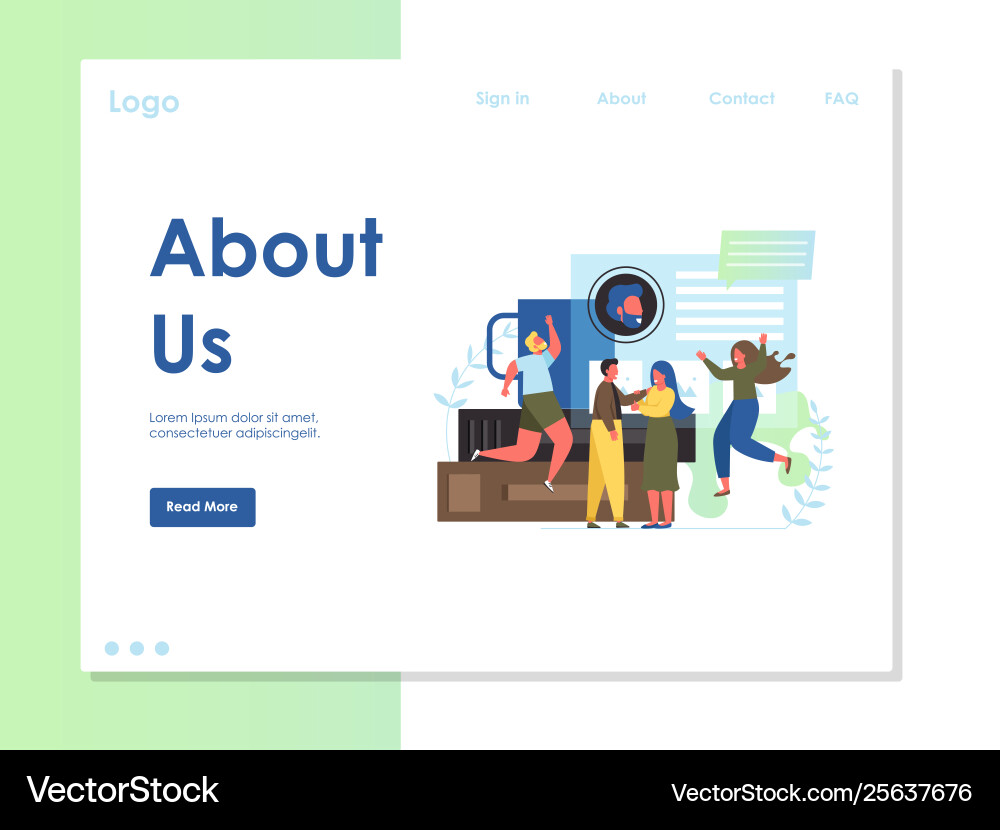 Logo
Sign in About Contact FAQ
About
Us
Lorem Ipsum dolor sit amet,
consectetuer adipiscingelit.
Read More
VectorStock
VectorStock.com/25637676